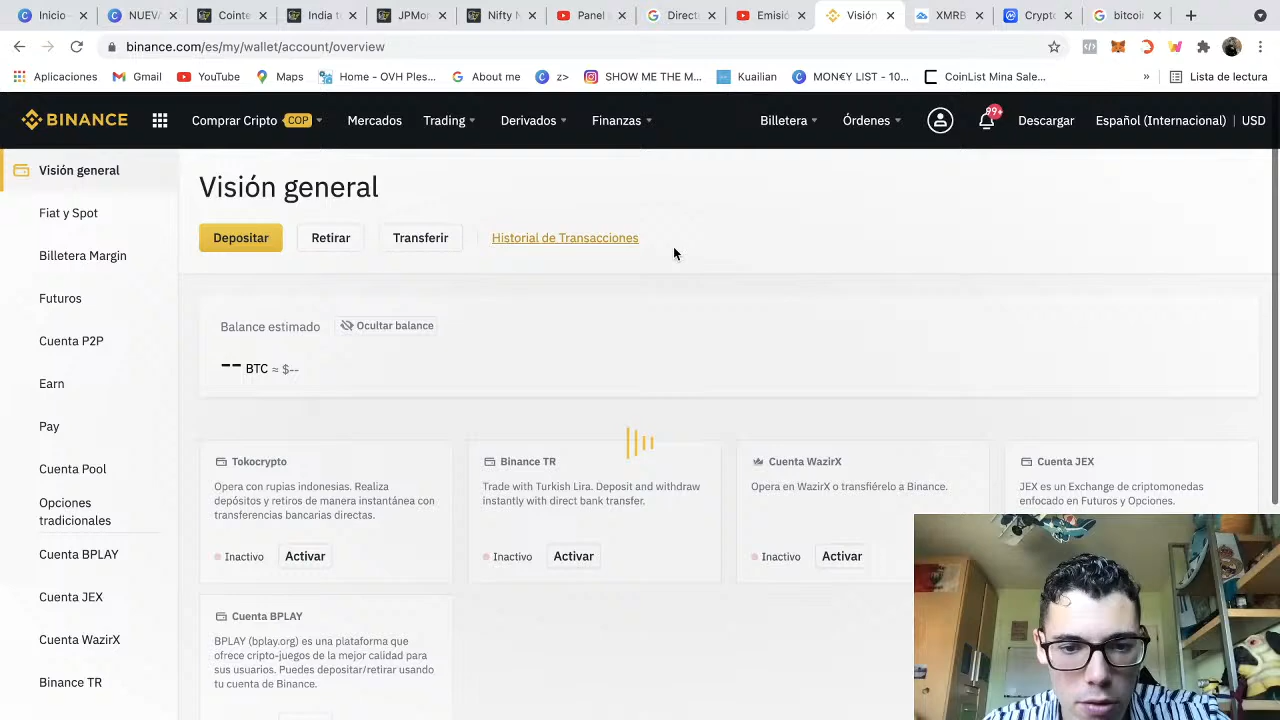 Inicio
NUEV
Cointe
India t
JPMor
Nifty
Panel
Direct
Emisió
Visión
XMRB
Crypt
bitcoin
binance.com/es/my/wallet/account/overview
Aplicaciones Gmail YouTube Maps Home - OVH Ples... About me z> SHOW ME THE M... Kuailian MON€Y LIST - 10... CoinList Mina Sale... » Lista de lectura
BINANCE Comprar Cripto COP Mercados Trading Derivados Finanzas Billetera Órdenes 99+ Descargar Español (Internacional) | USD
Visión general
Fiat y Spot
Billetera Margin
Futuros
Cuenta P2P
Earn
Pay
Cuenta Pool
Opciones
tradicionales
Cuenta BPLAY
Cuenta JEX
Cuenta WazirX
Binance TR
Visión general
Depositar Retirar Transferir Historial de Transacciones
Balance estimado Ocultar balance
-- BTC ≈ $--
Tokocrypto
Opera con rupias indonesias. Realiza
depósitos y retiros de manera instantánea con
transferencias bancarias directas.
Inactivo Activar
Binance TR
Trade with Turkish Lira. Deposit and withdraw
instantly with direct bank transfer.
Inactivo Activar
Cuenta WazirX
Opera en WazirX o transfiérelo a Binance.
Inactivo Activar
Cuenta JEX
JEX es un Exchange de criptomonedas
enfocado en Futuros y Opciones.
Cuenta BPLAY
BPLAY (bplay.org) es una plataforma que
ofrece cripto-juegos de la mejor calidad para
sus usuarios. Puedes depositar/retirar usando
tu cuenta de Binance.